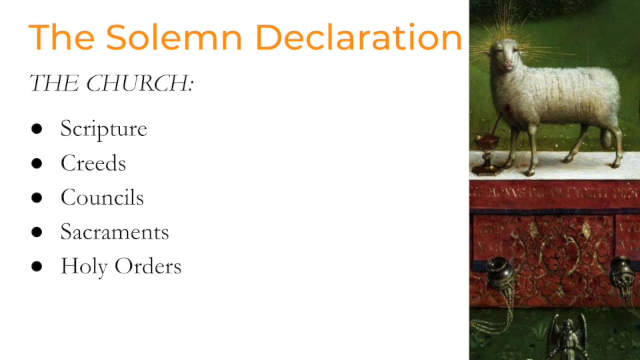 The Solemn Declaration
THE CHURCH:
● Scripture
● Creeds
● Councils
● Sacraments
● Holy Orders